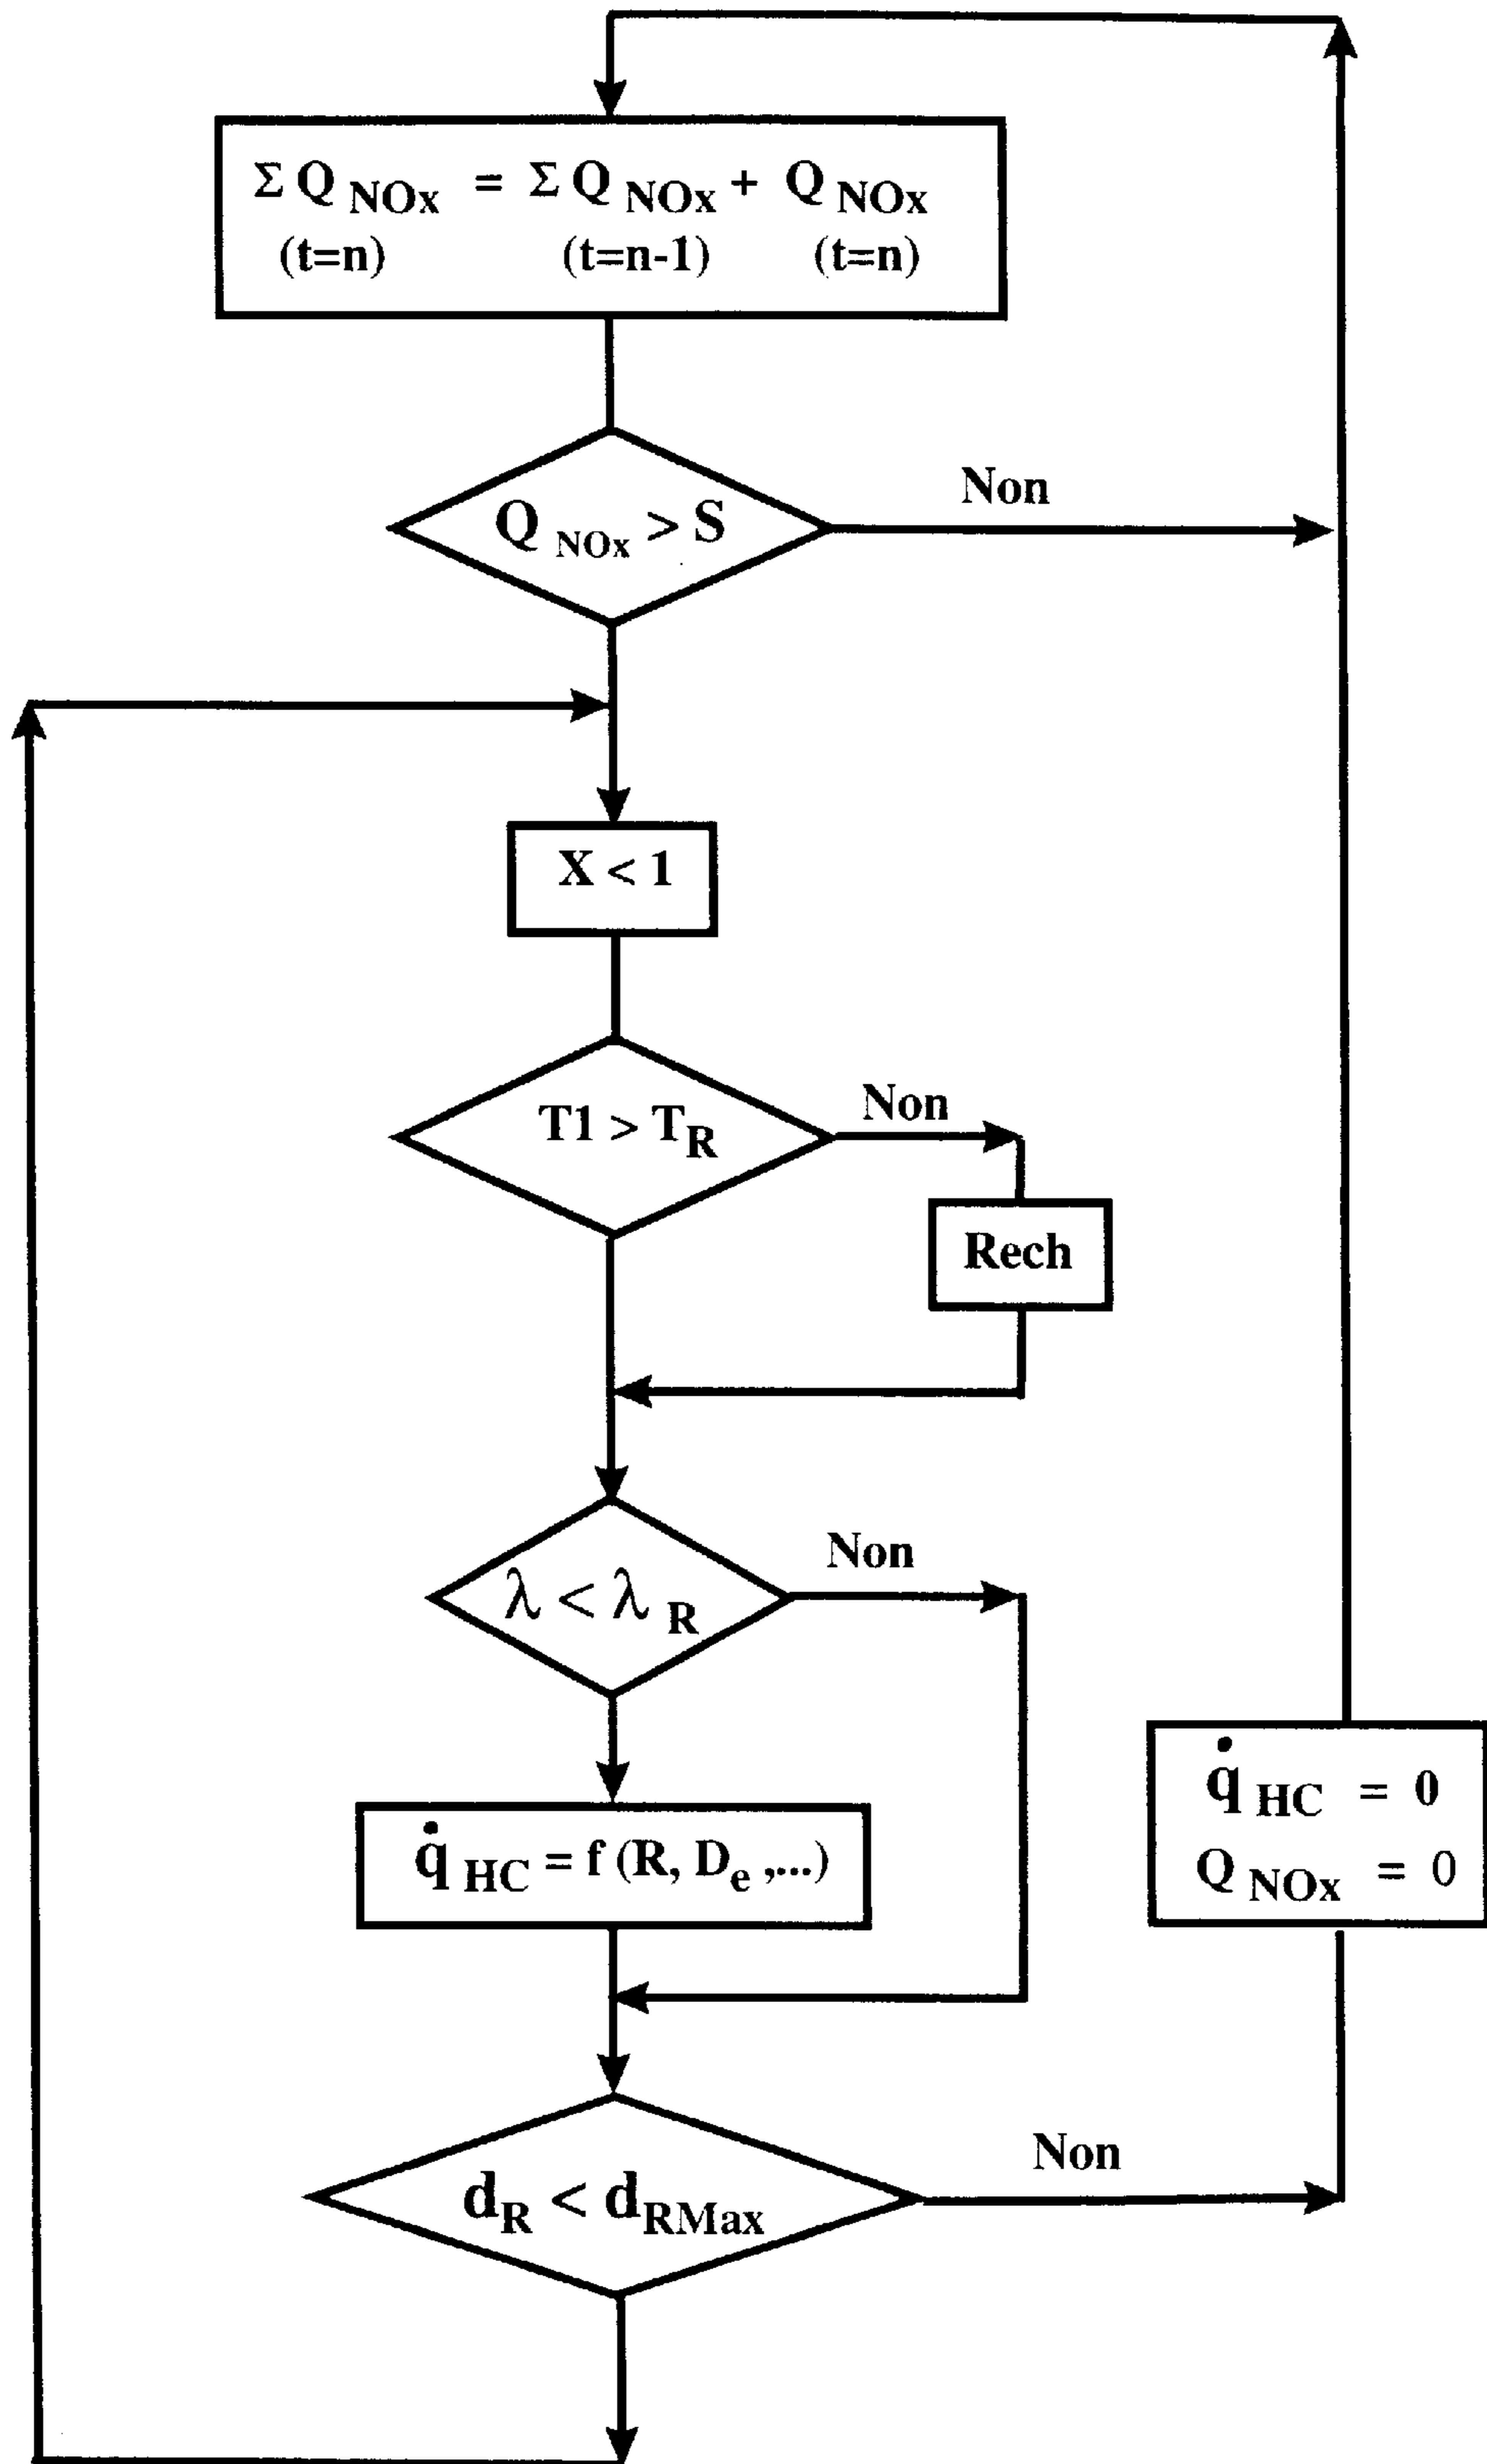 Σ Q NOx = Σ Q NOx + Q NOx
(t=n) (t=n-1) (t=n)
Q NOx > S
Non
X < 1
T1 > TR
Non
Rech
λ < λ R
Non
q̇ HC = f (R, De ,...)
q̇ HC = 0
Q NOx = 0
dR < dRMax
Non